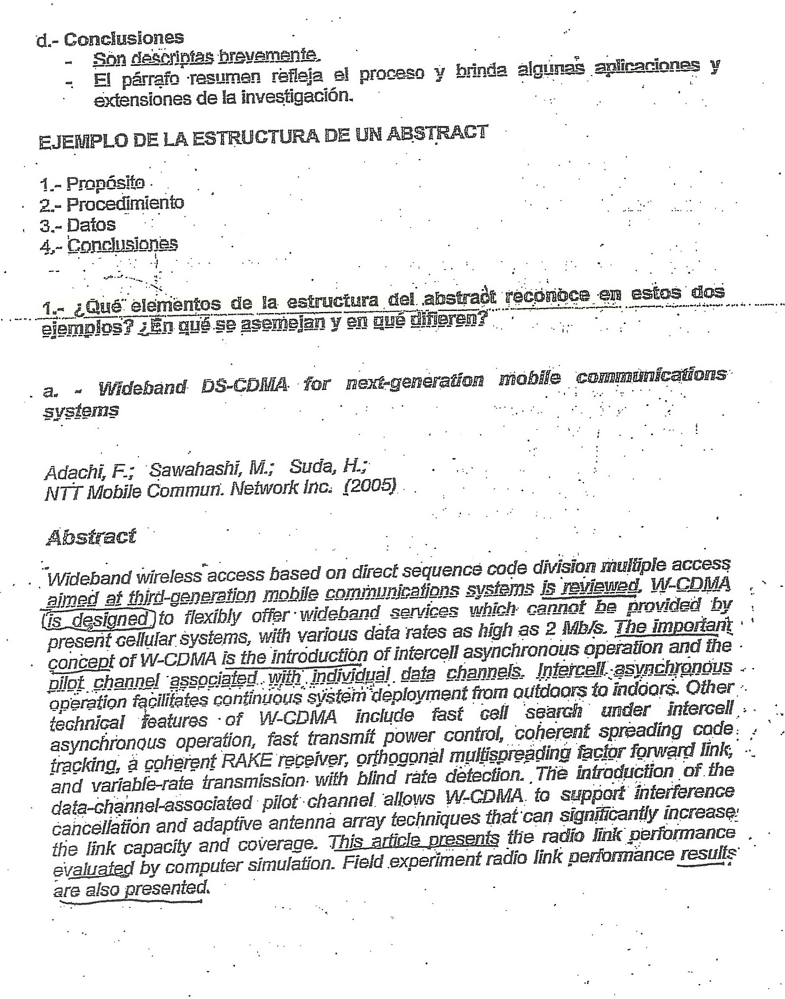 d.- Conclusiones
- Son descriptas brevemente.
- El párrafo resumen refleja el proceso y brinda algunas aplicaciones y
extensiones de la investigación.
EJEMPLO DE LA ESTRUCTURA DE UN ABSTRACT
1.- Propósito
2.- Procedimiento
3.- Datos
4.- Conclusiones
1.- ¿Qué elementos de la estructura del abstract reconoce en estos dos
ejemplos? ¿En qué se asemejan y en qué difieren?
a. - Wideband DS-CDMA for next-generation mobile communications
systems
Adachi, F.; Sawahashi, M.; Suda, H.;
NTT Mobile Commun. Network Inc. (2005)
Abstract
Wideband wireless access based on direct sequence code division multiple access
aimed at third-generation mobile communications systems is reviewed. W-CDMA
is designed to flexibly offer wideband services which cannot be provided by
present cellular systems, with various data rates as high as 2 Mb/s. The important
concept of W-CDMA is the introduction of intercell asynchronous operation and the
pilot channel associated with individual data channels. Intercell asynchronous
operation facilitates continuous system deployment from outdoors to indoors. Other
technical features of W-CDMA include fast cell search under intercell
asynchronous operation, fast transmit power control, coherent spreading code
tracking, a coherent RAKE receiver, orthogonal multispreading factor forward link,
and variable-rate transmission with blind rate detection. The introduction of the
data-channel-associated pilot channel allows W-CDMA to support interference
cancellation and adaptive antenna array techniques that can significantly increase
the link capacity and coverage. This article presents the radio link performance
evaluated by computer simulation. Field experiment radio link performance results
are also presented.